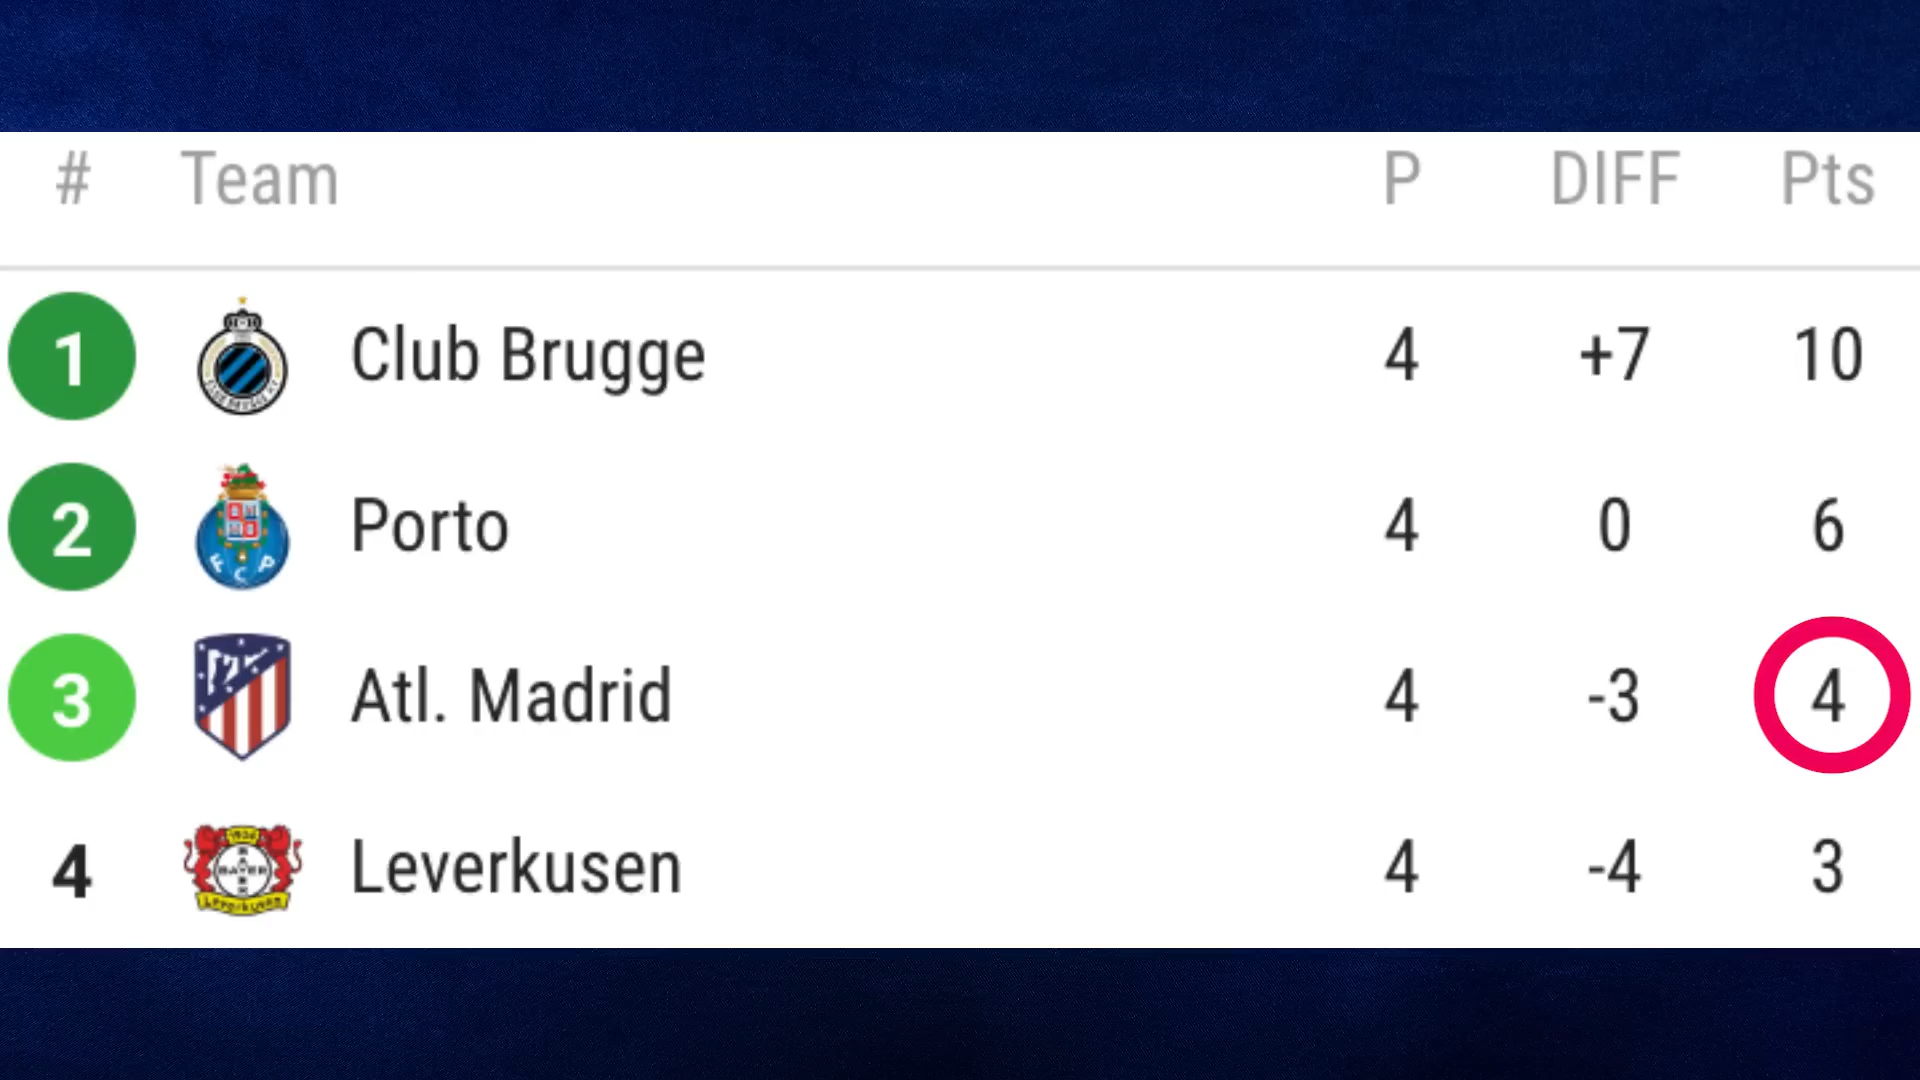 # Team P DIFF Pts
1 Club Brugge 4 +7 10
2 FCP Porto 4 0 6
3 Atl. Madrid 4 -3 4
4 Leverkusen 4 -4 3